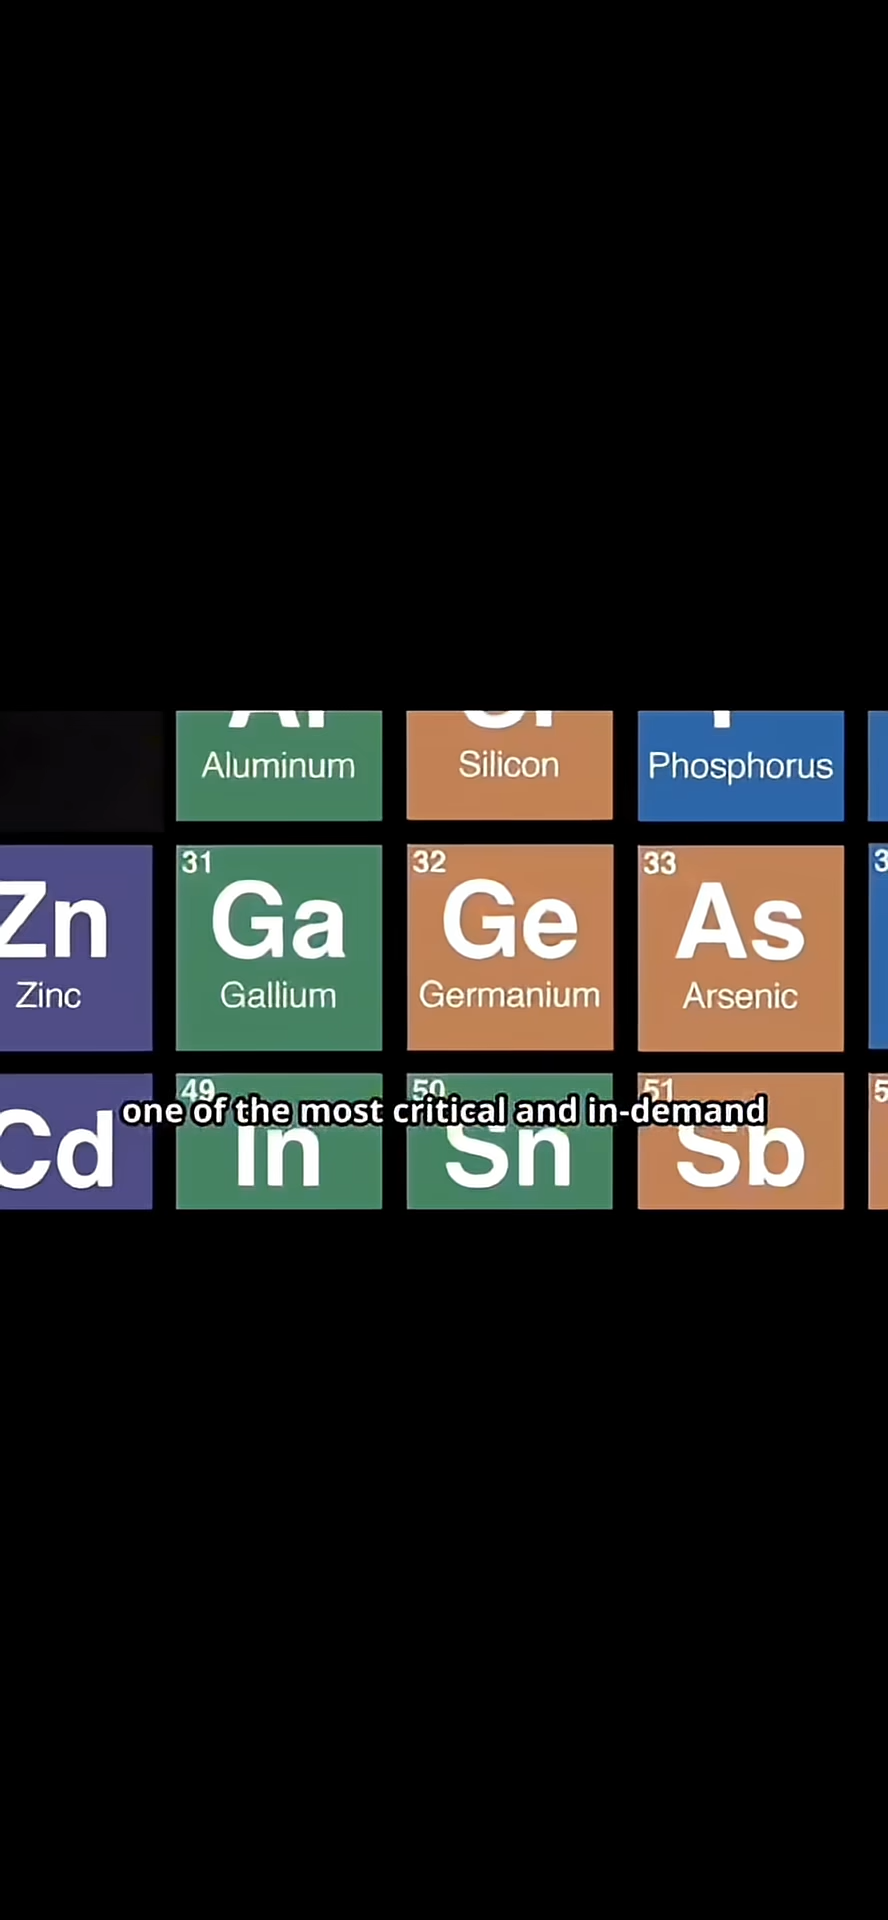 Aluminum Silicon Phosphorus
31 32 33
Zn Ga Ge As
Zinc Gallium Germanium Arsenic
49 50 51
one of the most critical and in-demand
Cd In Sn Sb